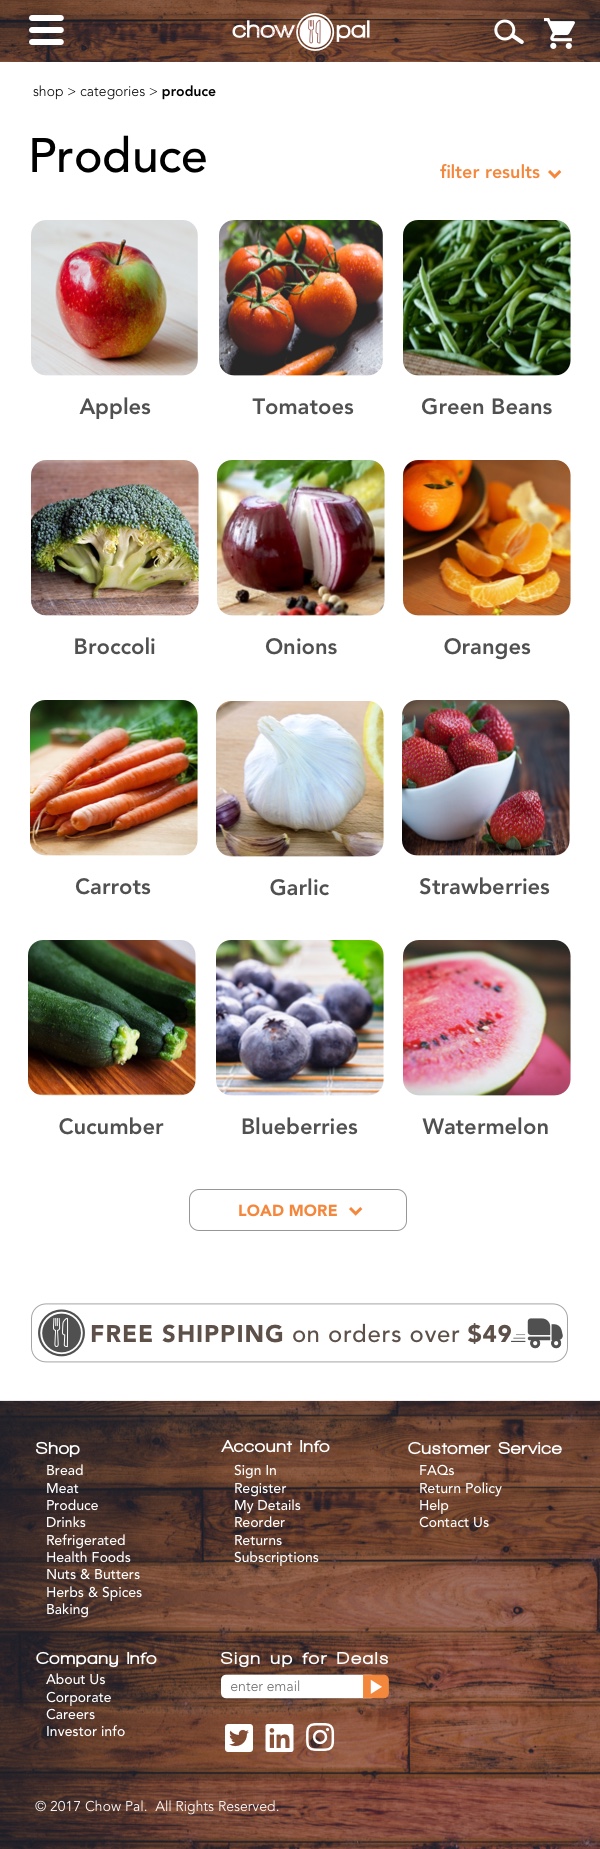 chow pal
shop > categories > produce
Produce
filter results
Apples
Tomatoes
Green Beans
Broccoli
Onions
Oranges
Carrots
Garlic
Strawberries
Cucumber
Blueberries
Watermelon
LOAD MORE
FREE SHIPPING on orders over $49
Shop
Bread
Meat
Produce
Drinks
Refrigerated
Health Foods
Nuts & Butters
Herbs & Spices
Baking
Account Info
Sign In
Register
My Details
Reorder
Returns
Subscriptions
Customer Service
FAQs
Return Policy
Help
Contact Us
Company Info
About Us
Corporate
Careers
Investor info
Sign up for Deals
enter email
in
© 2017 Chow Pal. All Rights Reserved.